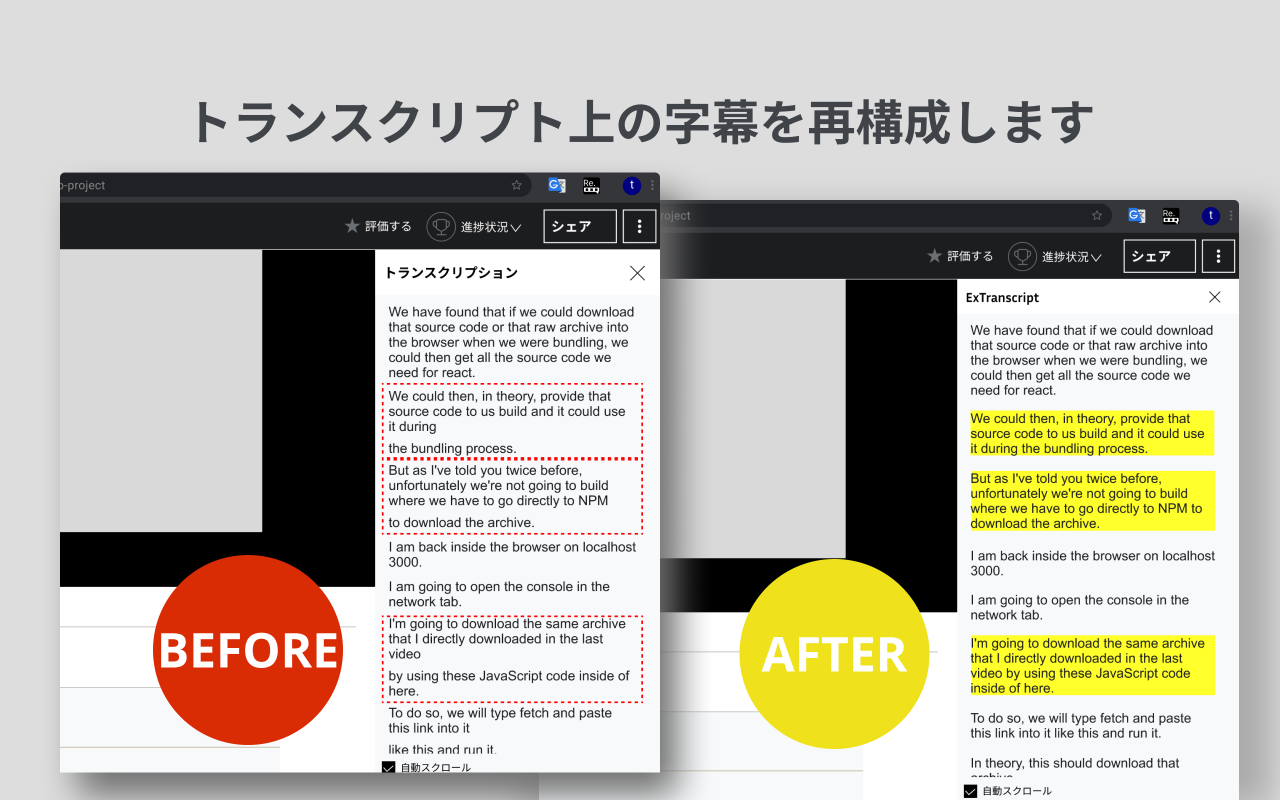 トランスクリプト上の字幕を再構成します
o-project
Re.
t
評価する
進捗状況
シェア
トランスクリプション
We have found that if we could download
that source code or that raw archive into
the browser when we were bundling, we
could then get all the source code we
need for react.
We could then, in theory, provide that
source code to us build and it could use
it during
the bundling process.
But as I've told you twice before,
unfortunately we're not going to build
where we have to go directly to NPM
to download the archive.
I am back inside the browser on localhost
3000.
I am going to open the console in the
network tab.
I'm going to download the same archive
that I directly downloaded in the last
video
by using these JavaScript code inside of
here.
To do so, we will type fetch and paste
this link into it
like this and run it.
自動スクロール
BEFORE
roject
Re.
t
評価する
進捗状況
シェア
ExTranscript
We have found that if we could download
that source code or that raw archive into
the browser when we were bundling, we
could then get all the source code we
need for react.
We could then, in theory, provide that
source code to us build and it could use
it during the bundling process.
But as I've told you twice before,
unfortunately we're not going to build
where we have to go directly to NPM to
download the archive.
I am back inside the browser on localhost
3000.
I am going to open the console in the
network tab.
I'm going to download the same archive
that I directly downloaded in the last
video by using these JavaScript code
inside of here.
To do so, we will type fetch and paste
this link into it like this and run it.
In theory, this should download that
archive
自動スクロール
AFTER